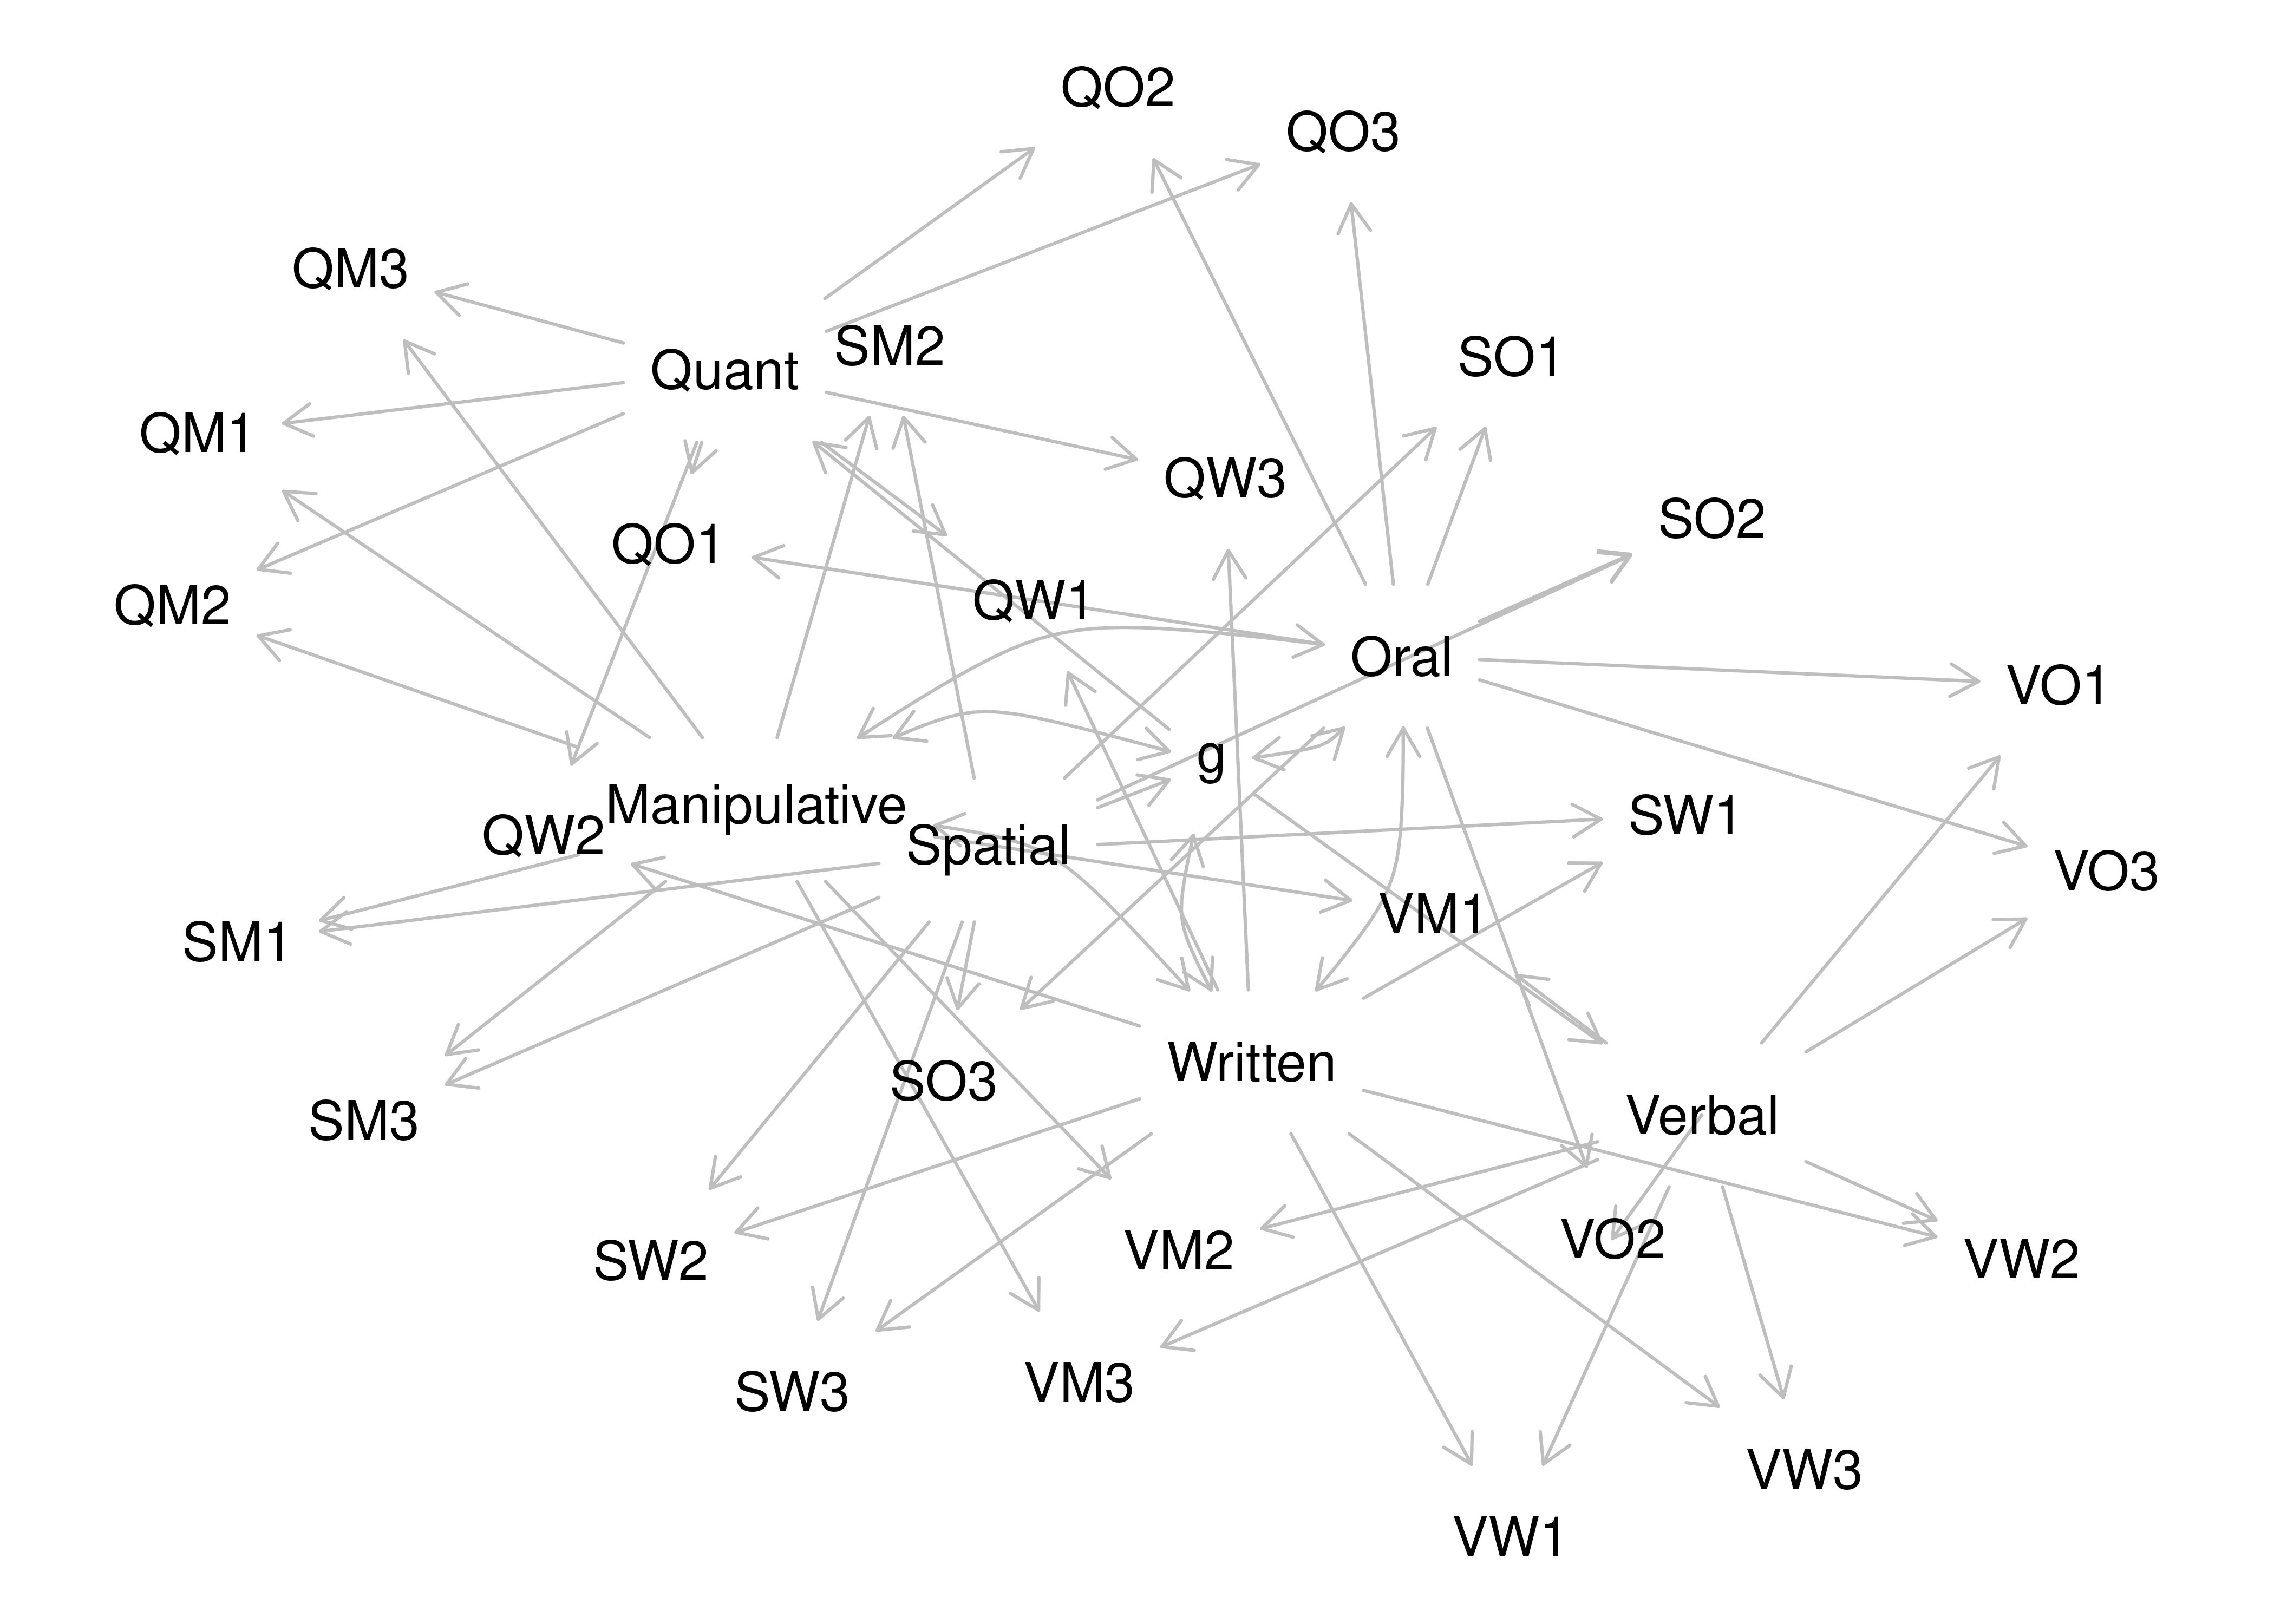 QO2
QO3
QM3
SM2
SO1
Quant
QM1
QW3
SO2
QO1
QW1
QM2
Oral
VO1
g
Manipulative
SW1
QW2
Spatial
VO3
VM1
SM1
Written
SO3
Verbal
SM3
VO2
VM2
SW2
VW2
VM3
SW3
VW3
VW1